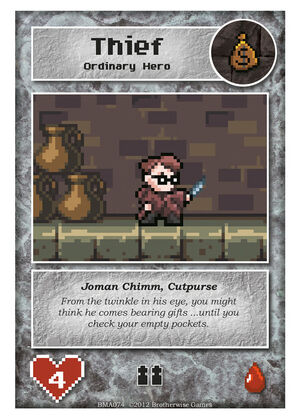 Thief
Ordinary Hero
$
Joman Chimm, Cutpurse
From the twinkle in his eye, you might
think he comes bearing gifts ...until you
check your empty pockets.
4
BMA074 ©2012 Brotherwise Games